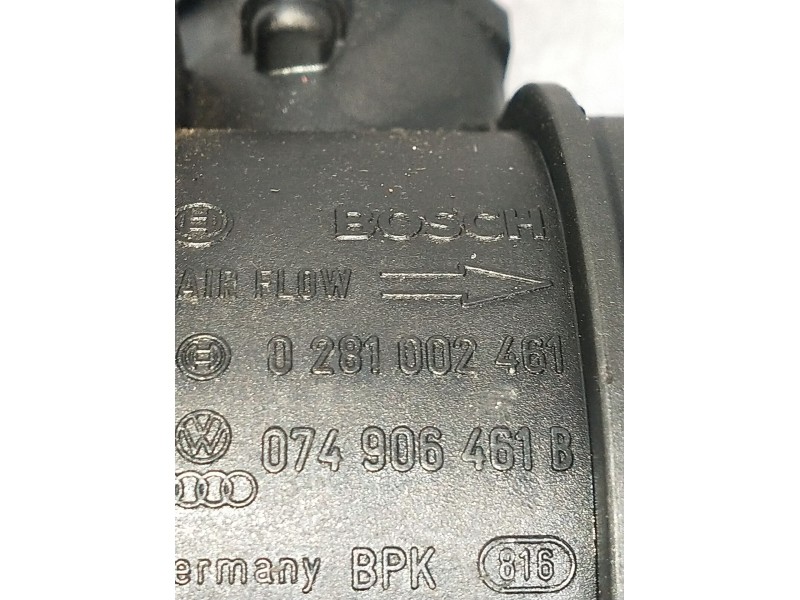 BOSCH
AIR FLOW
0 281 002 461
074 906 461 B
ermany BPK 816